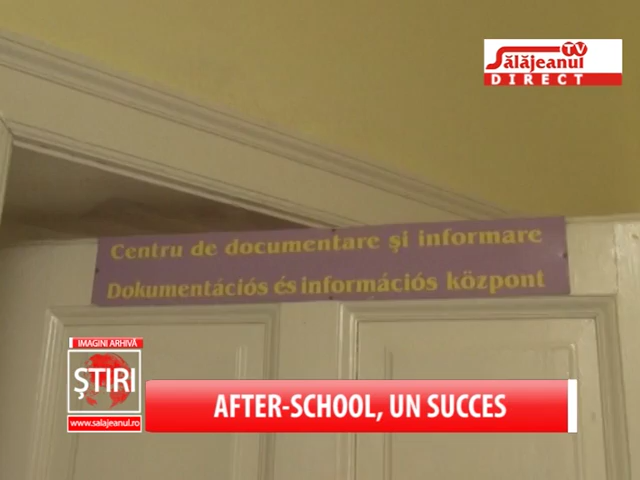 Sălăjeanul TV
DIRECT
Centru de documentare şi informare
Dokumentációs és információs központ
IMAGINI ARHIVĂ
ŞTIRI
www.salajeanul.ro
AFTER-SCHOOL, UN SUCCES